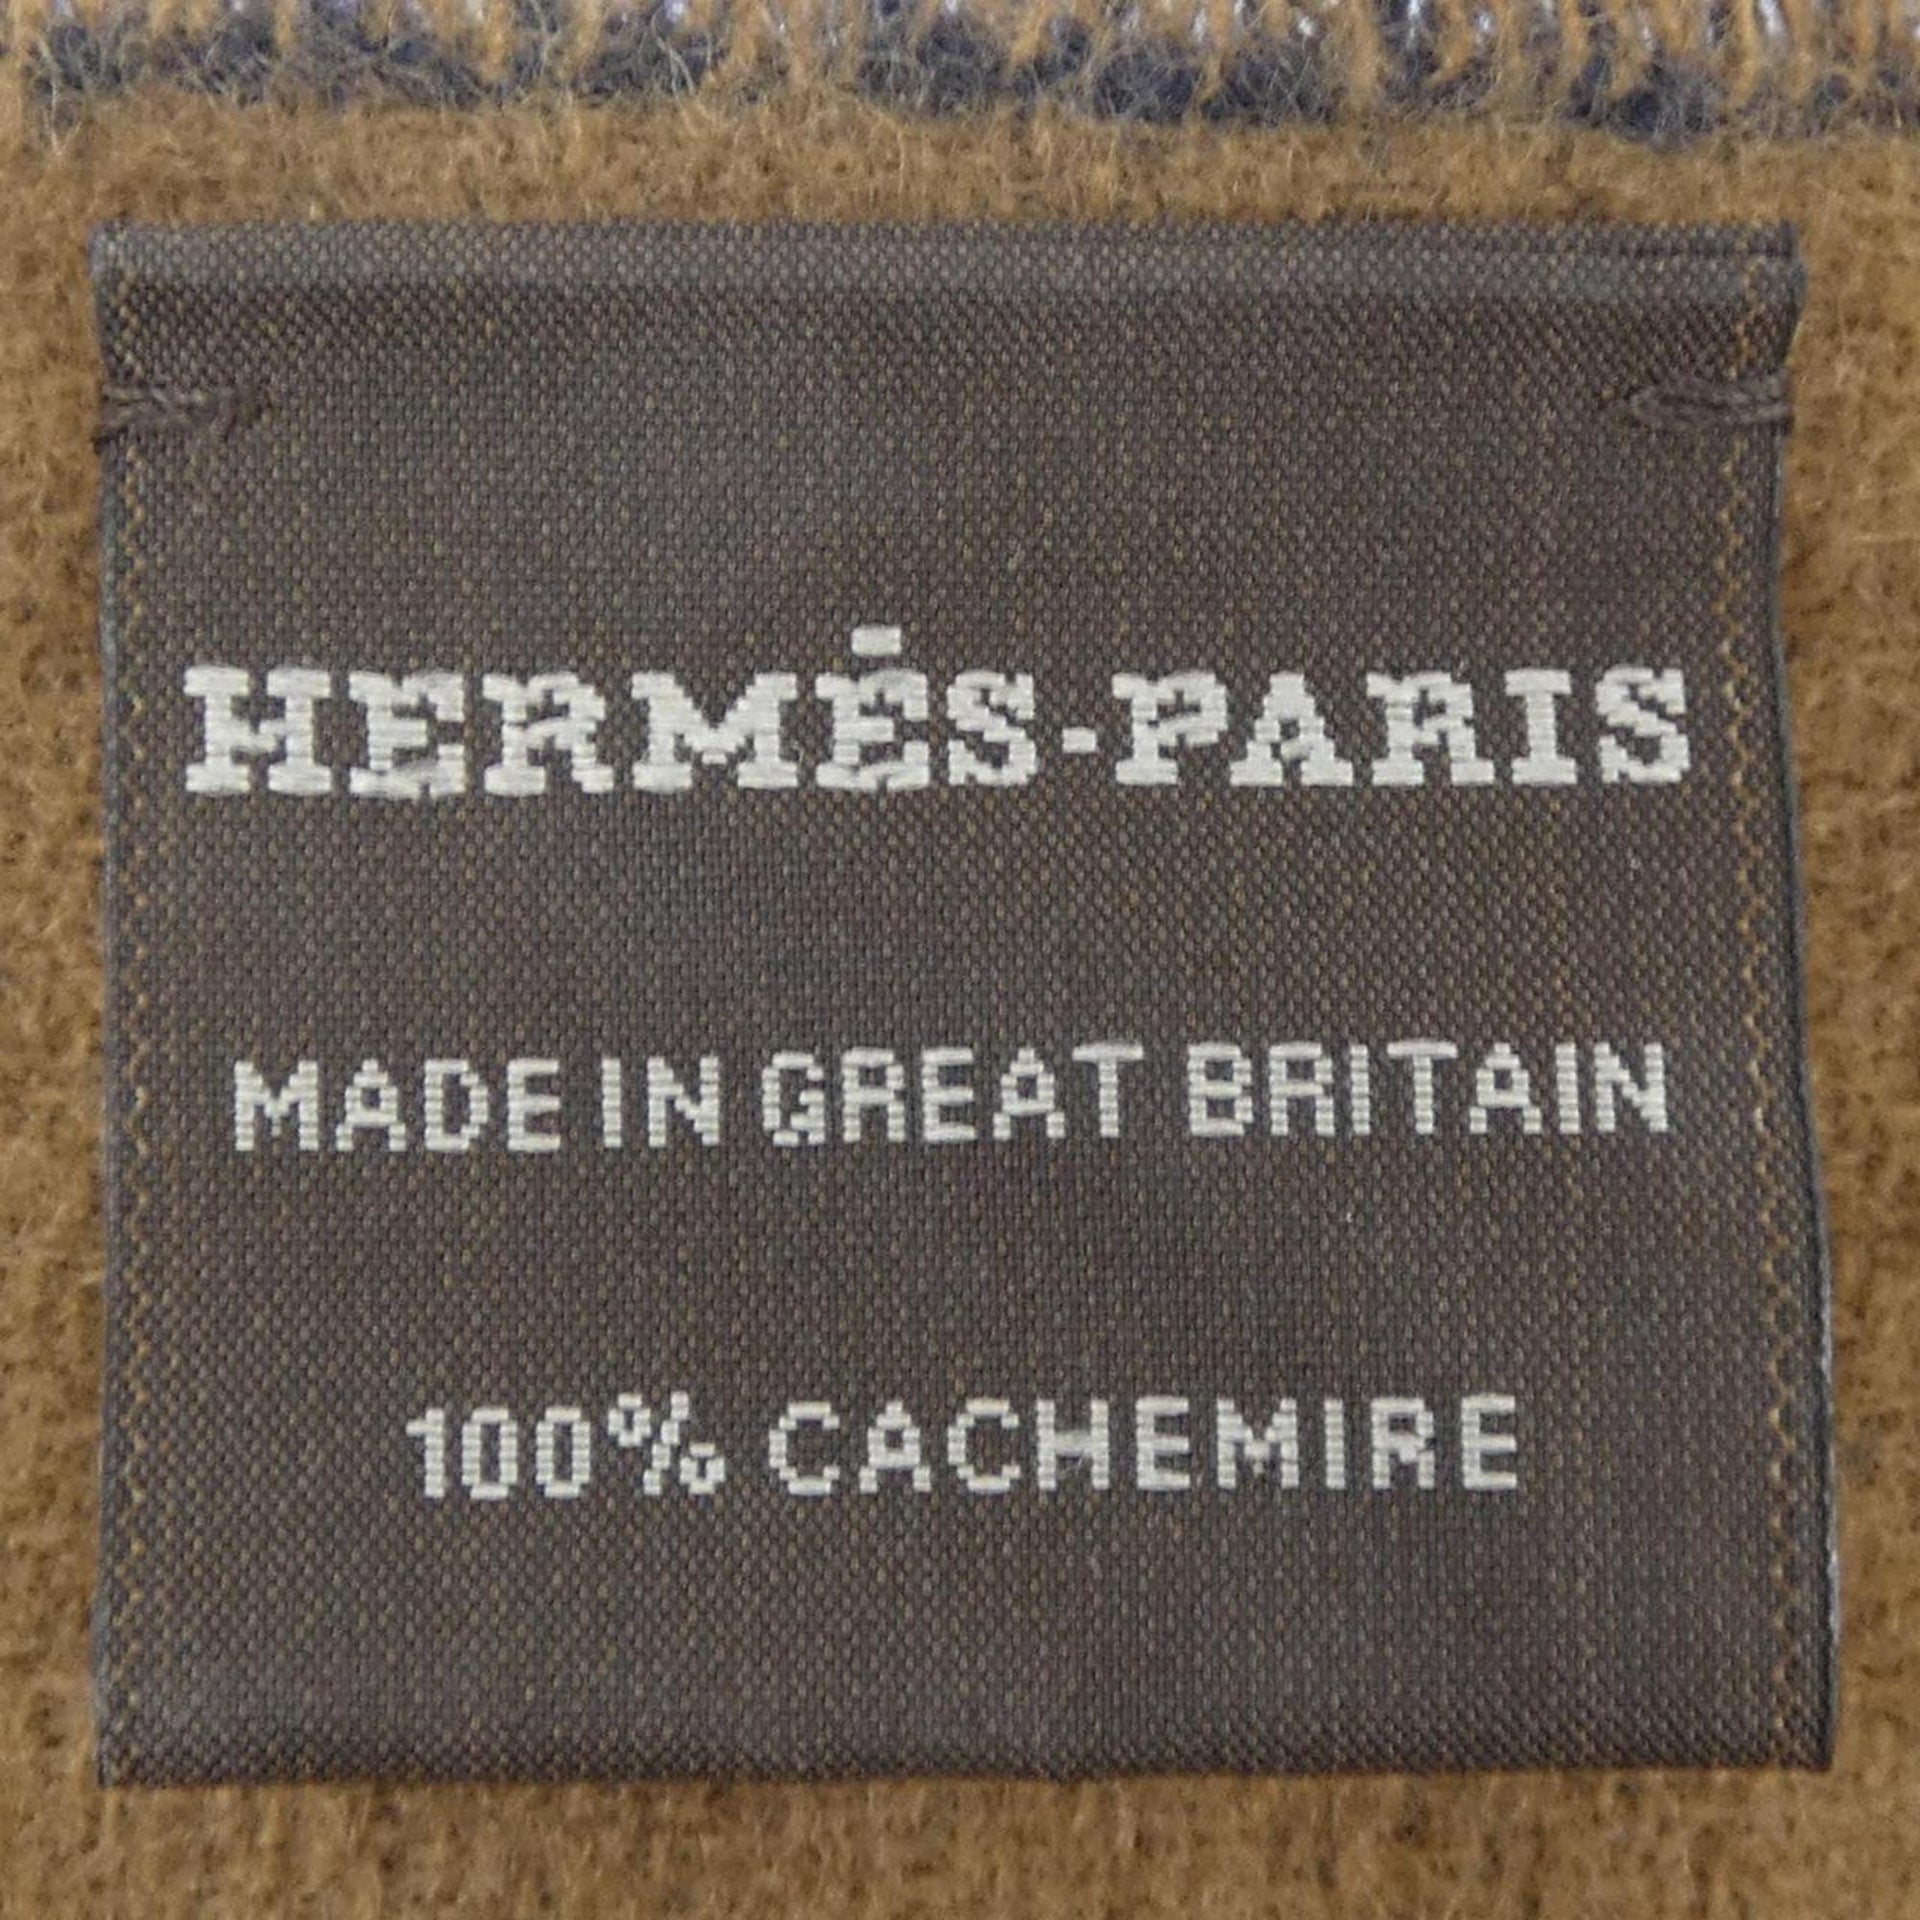 HERMÈS-PARIS
MADE IN GREAT BRITAIN
100% CACHEMIRE